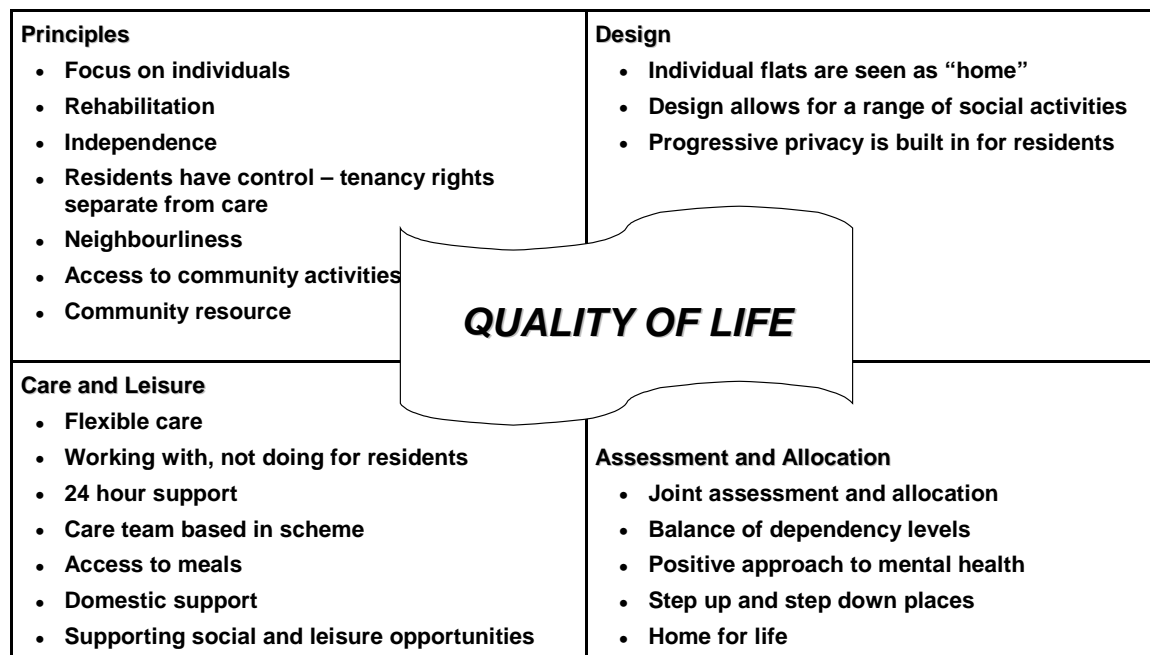 Principles
• Focus on individuals
• Rehabilitation
• Independence
• Residents have control – tenancy rights
separate from care
• Neighbourliness
• Access to community activities
• Community resource
Design
• Individual flats are seen as “home”
• Design allows for a range of social activities
• Progressive privacy is built in for residents
QUALITY OF LIFE
Care and Leisure
• Flexible care
• Working with, not doing for residents
• 24 hour support
• Care team based in scheme
• Access to meals
• Domestic support
• Supporting social and leisure opportunities
Assessment and Allocation
• Joint assessment and allocation
• Balance of dependency levels
• Positive approach to mental health
• Step up and step down places
• Home for life